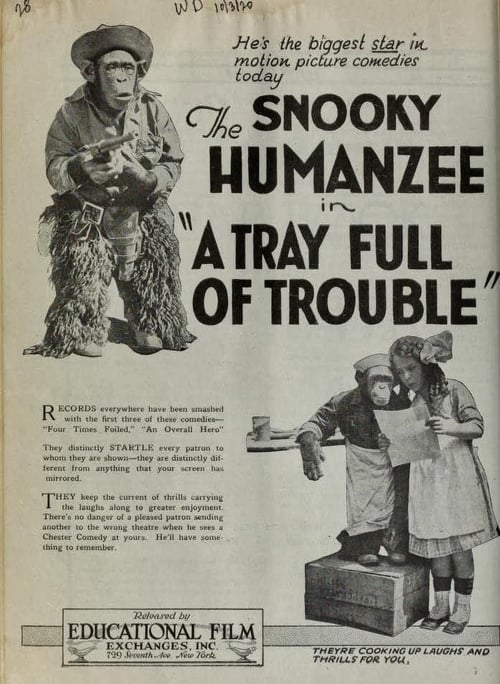 28
WD 10/3/20
He's the biggest star in
motion picture comedies
today
The SNOOKY
HUMANZEE
in
"A TRAY FULL
OF TROUBLE"
RECORDS everywhere have been smashed
with the first three of these comedies—
"Four Times Foiled," "An Overall Hero"
They distinctly STARTLE every patron to
whom they are shown—they are distinctly dif-
ferent from anything that your screen has
mirrored.
THEY keep the current of thrills carrying
the laughs along to greater enjoyment.
There's no danger of a pleased patron sending
another to the wrong theatre when he sees a
Chester Comedy at yours. He'll have some-
thing to remember.
Released by
EDUCATIONAL FILM
EXCHANGES, INC.
729 Seventh Ave. New York
THEYRE COOKING UP LAUGHS AND
THRILLS FOR YOU.